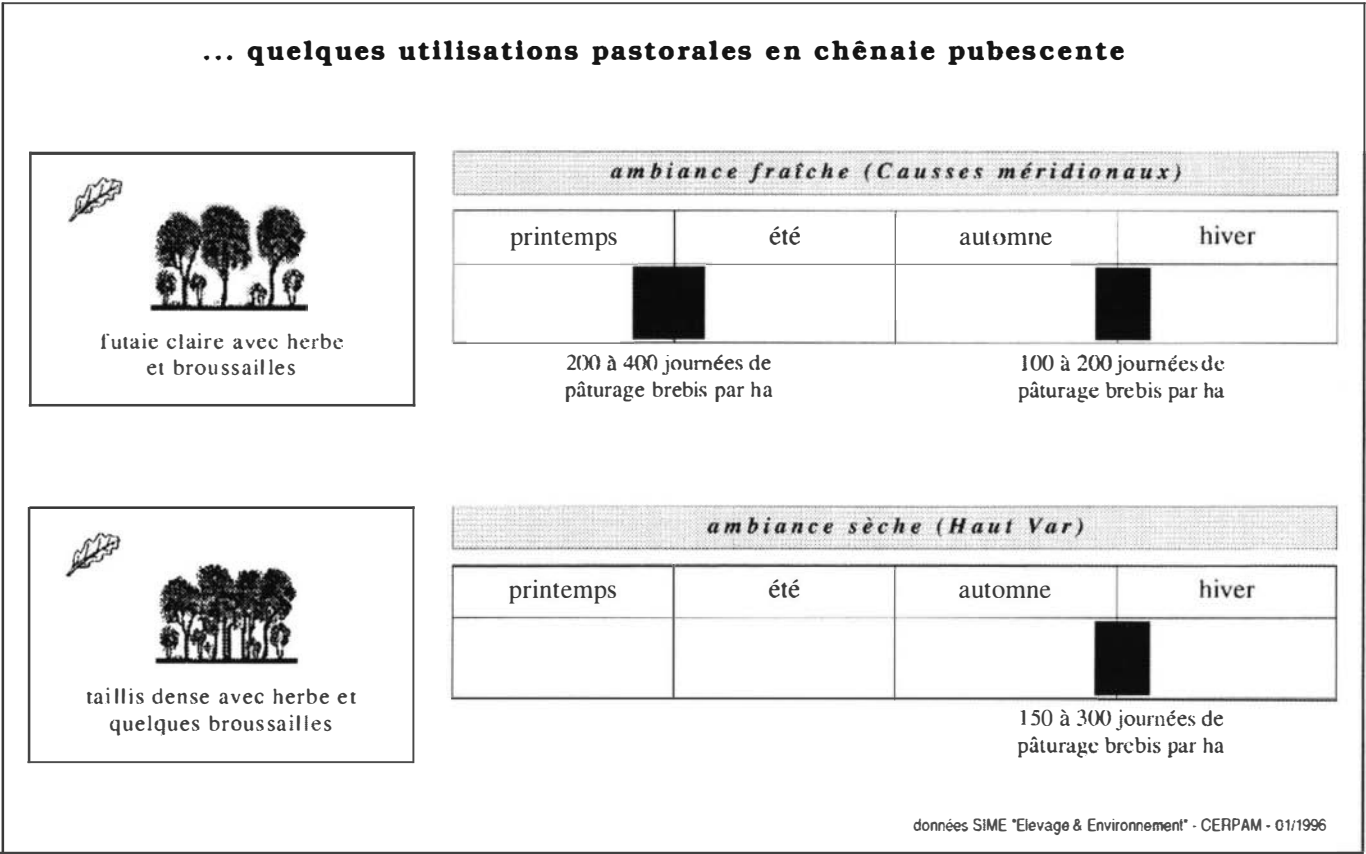 ... quelques utilisations pastorales en chênaie pubescente
futaie claire avec herbe
et broussailles
ambiance fraîche (Causses méridionaux)
printemps été automne hiver
200 à 400 journées de
pâturage brebis par ha
100 à 200 journées de
pâturage brebis par ha
taillis dense avec herbe et
quelques broussailles
ambiance sèche (Haut Var)
printemps été automne hiver
150 à 300 journées de
pâturage brebis par ha
données SIME "Elevage & Environnement" - CERPAM - 01/1996